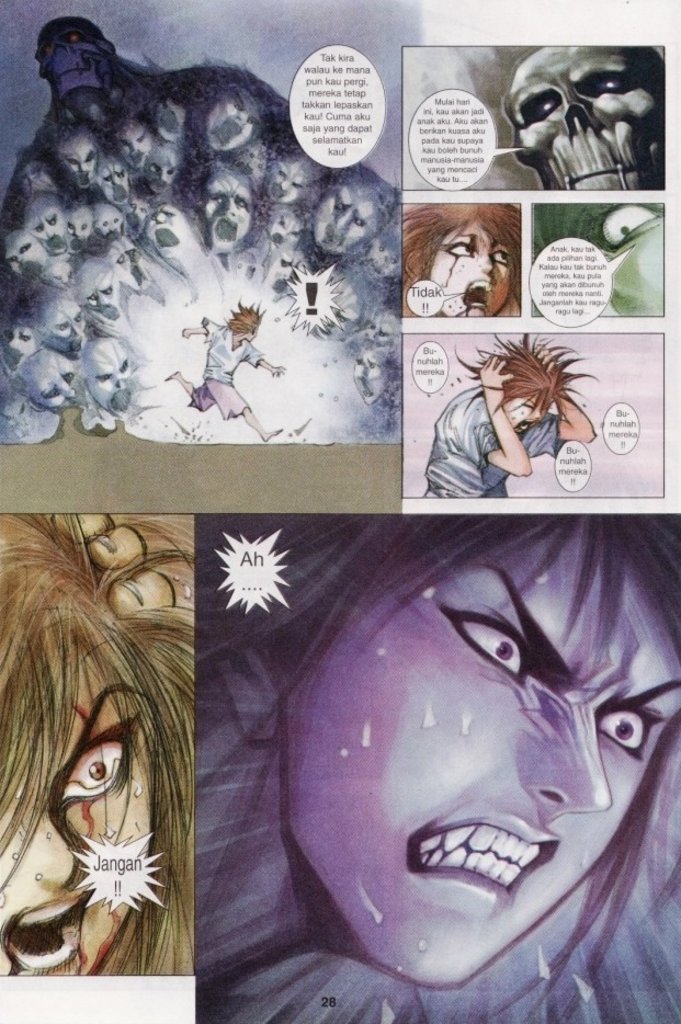 Tak kira
walau ke mana
pun kau pergi,
mereka tetap
takkan lepaskan
kau! Cuma aku
saja yang dapat
selamatkan
kau!
!
Mulai hari
ini, kau akan jadi
anak aku. Aku akan
berikan kuasa aku
pada kau supaya
kau boleh bunuh
manusia-manusia
yang mencaci
kau tu....
Tidak
!!
Anak, kau tak
ada pilihan lagi.
Kalau kau tak bunuh
mereka, kau pula
yang akan dibunuh
oleh mereka nanti.
Janganlah kau ragu-
ragu lagi...
Bu-
nuhlah
mereka
!!
Bu-
nuhlah
mereka
!!
Bu-
nuhlah
mereka
!!
Jangan
!!
Ah
....
28